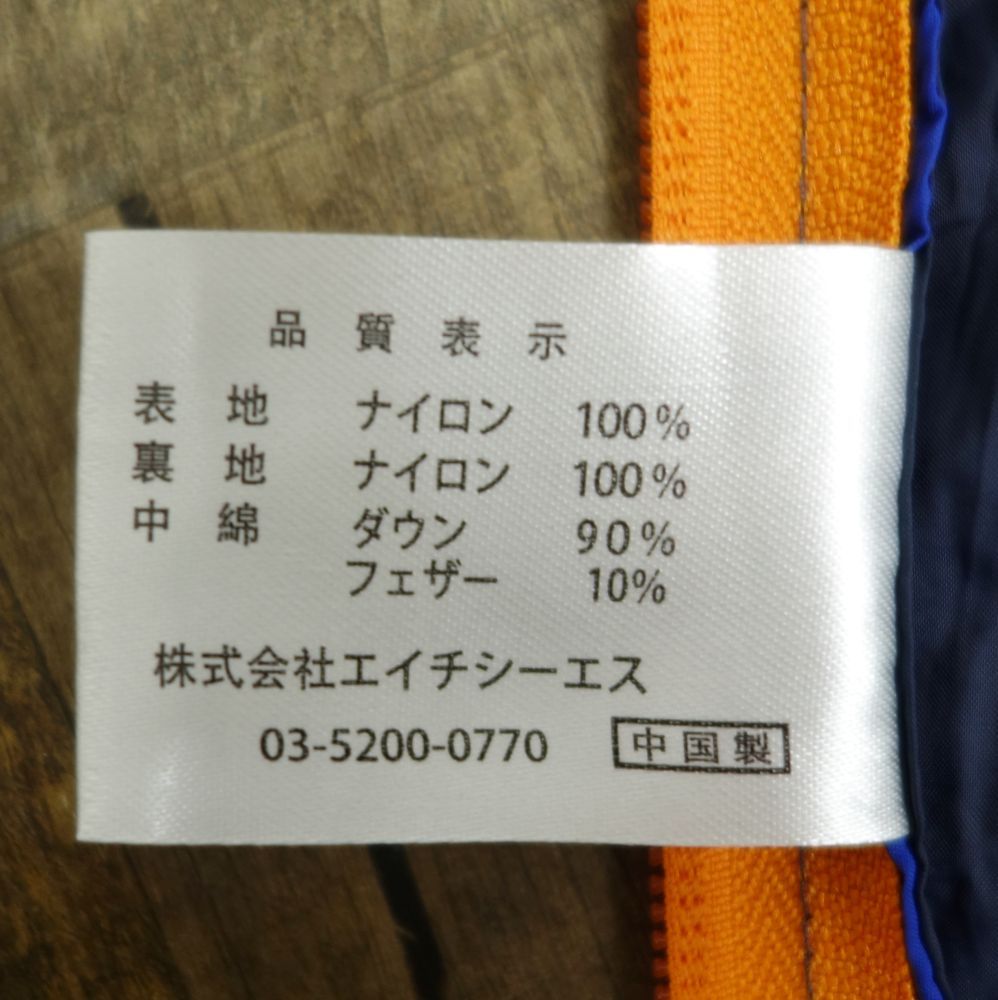 品質表示
表地 ナイロン 100%
裏地 ナイロン 100%
中綿 ダウン 90%
フェザー 10%
株式会社エイチシーエス
03-5200-0770 中国製